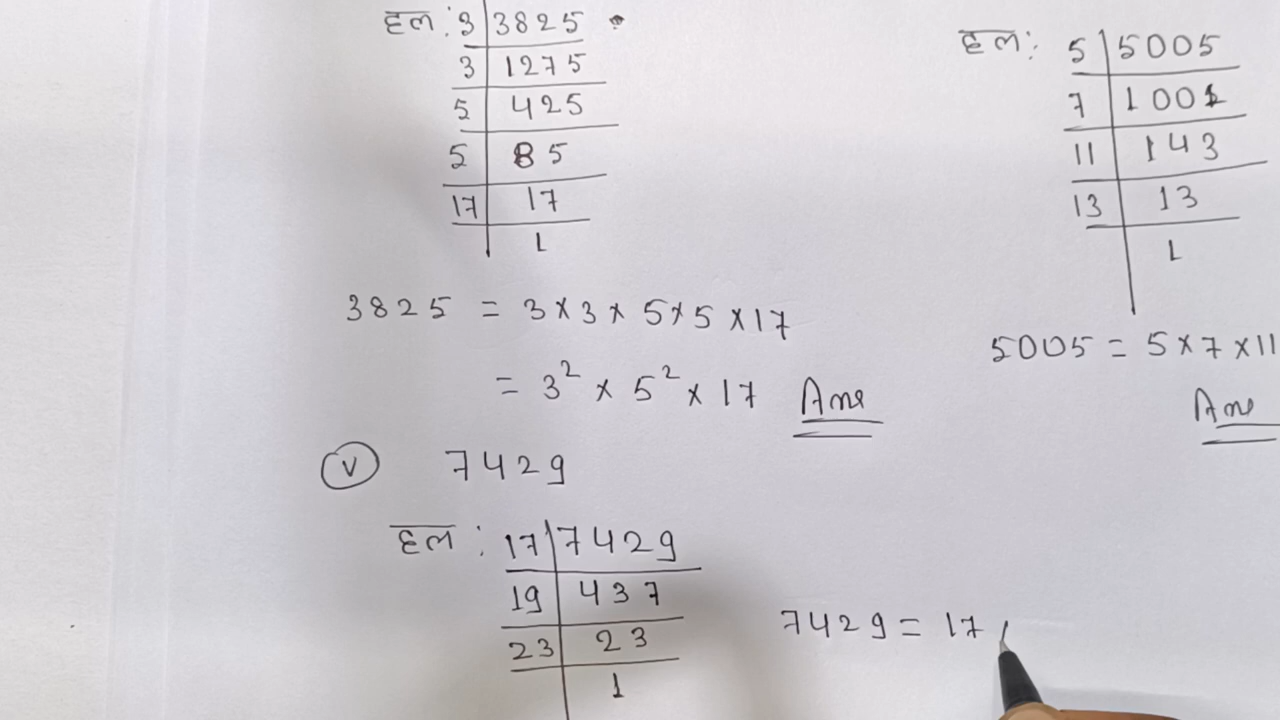 हल : 3 | 3825
3 | 1275
5 | 425
5 | 85
17 | 17
1
3825 = 3 × 3 × 5 × 5 × 17
= 3² × 5² × 17 Ans
हल : 5 | 5005
7 | 1001
11 | 143
13 | 13
1
5005 = 5 × 7 × 11
Ans
(v) 7429
हल : 17 | 7429
19 | 437
23 | 23
1
7429 = 17